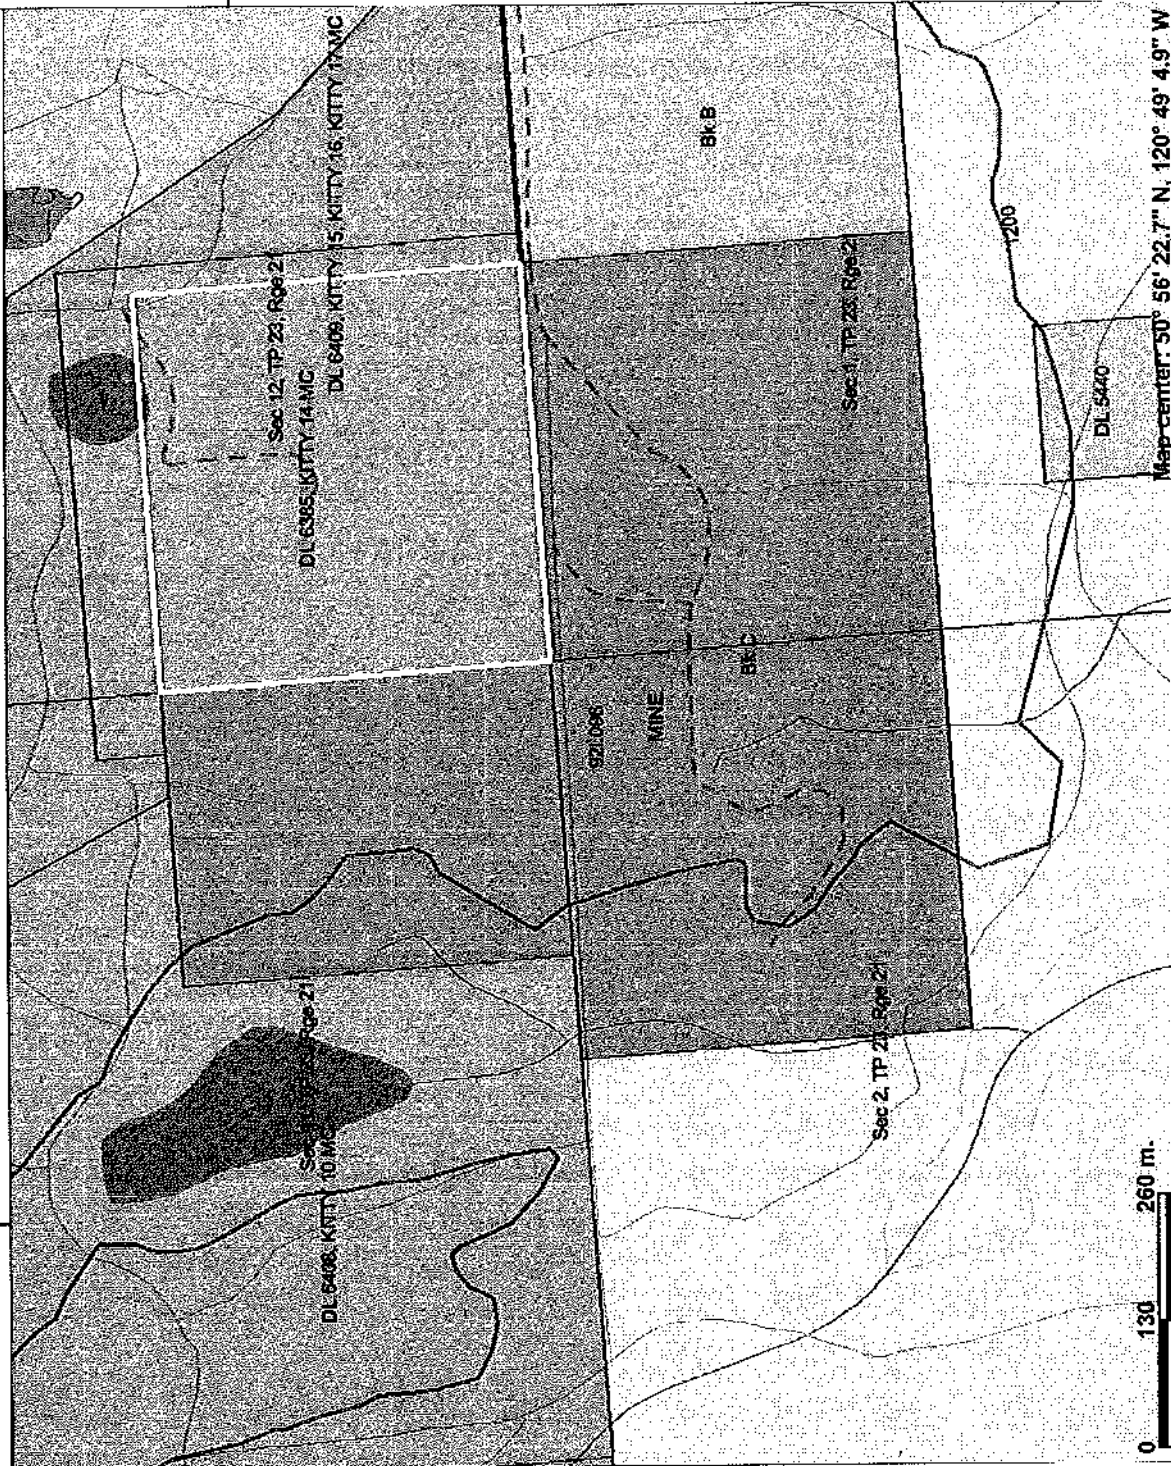 DL 6409, KITTY 15, KITTY 16, KITTY 17 MC
Sec 12, TP 23, Rge 21
DL 6385, KITTY 14 MC
Rge 21
DL 6408, KITTY 10 MC
Bk B
92I.096
MINE
Bk C
Sec 1, TP 23, Rge 21
Sec 2, TP 23, Rge 21
1200
DL 5440
0 130 260 m.
Map center: 50° 56' 22.7" N, 120° 49' 4.9" W